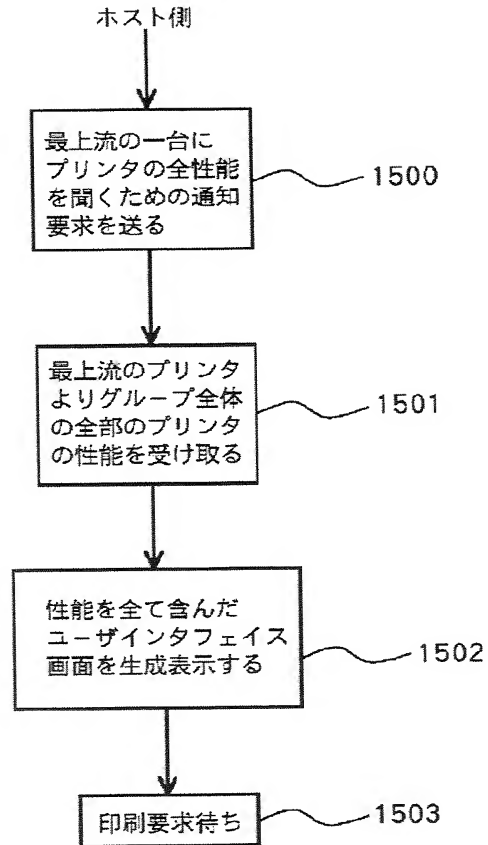 ホスト側
最上流の一台に
プリンタの全性能
を聞くための通知
要求を送る
1500
最上流のプリンタ
よりグループ全体
の全部のプリンタ
の性能を受け取る
1501
性能を全て含んだ
ユーザインタフェイス
画面を生成表示する
1502
印刷要求待ち
1503